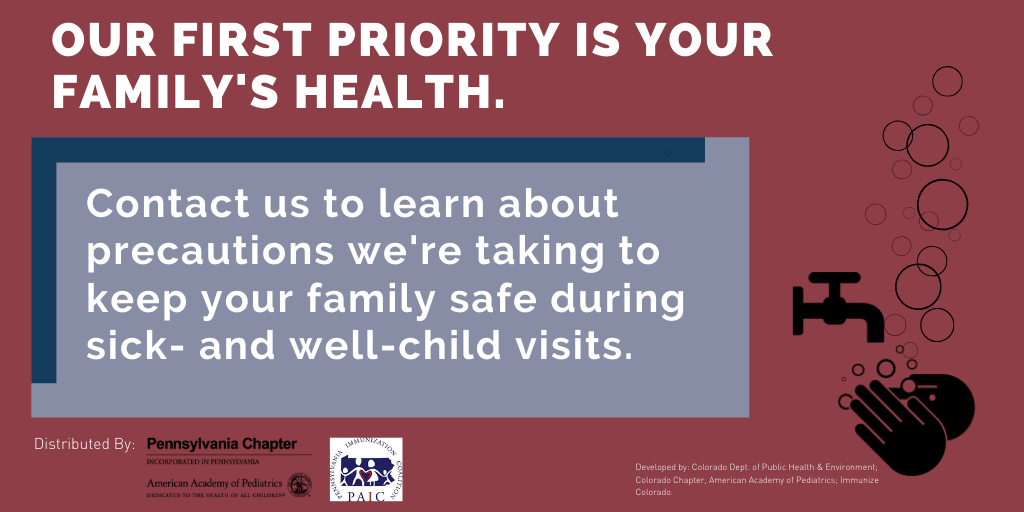 OUR FIRST PRIORITY IS YOUR
FAMILY'S HEALTH.
Contact us to learn about
precautions we're taking to
keep your family safe during
sick- and well-child visits.
Distributed By:
Pennsylvania Chapter
INCORPORATED IN PENNSYLVANIA
American Academy of Pediatrics
DEDICATED TO THE HEALTH OF ALL CHILDREN®
PENNSYLVANIA IMMUNIZATION COALITION
PAIC
Developed by: Colorado Dept. of Public Health & Environment;
Colorado Chapter, American Academy of Pediatrics; Immunize
Colorado.